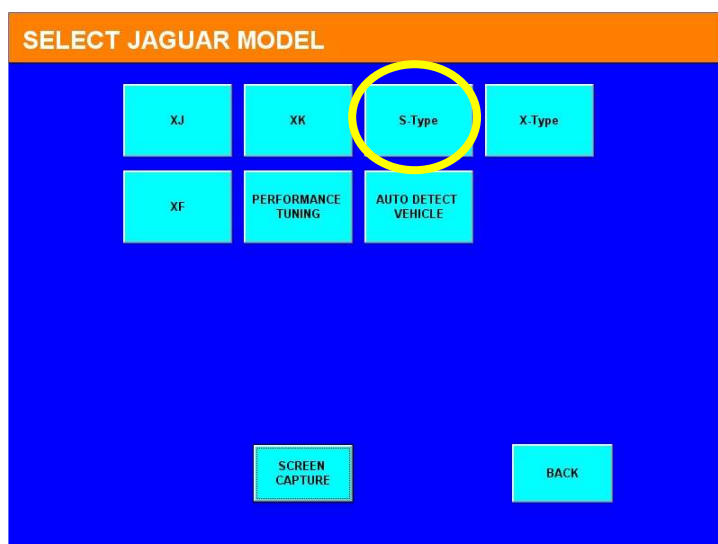 SELECT JAGUAR MODEL
XJ
XK
S-Type
X-Type
XF
PERFORMANCE
TUNING
AUTO DETECT
VEHICLE
SCREEN
CAPTURE
BACK